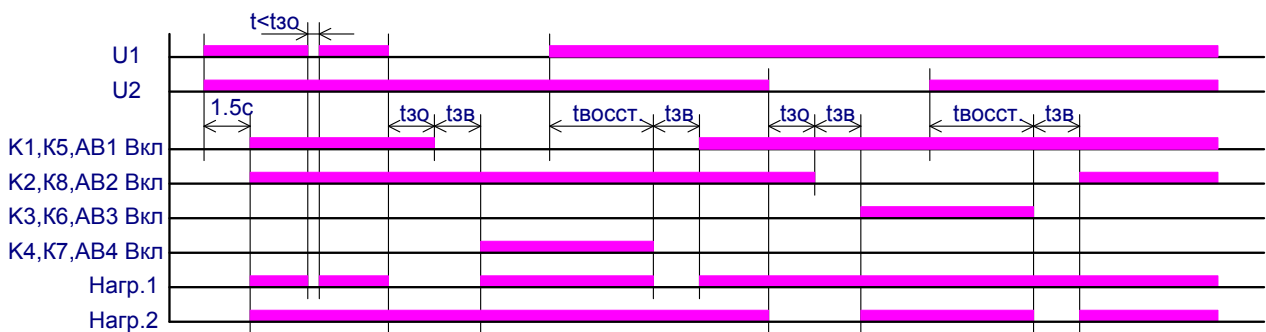 t<tзо
U1
U2
1.5с
tзо tзв tвосст. tзв tзо tзв tвосст. tзв
К1,К5,АВ1 Вкл
К2,К8,АВ2 Вкл
К3,К6,АВ3 Вкл
К4,К7,АВ4 Вкл
Нагр.1
Нагр.2